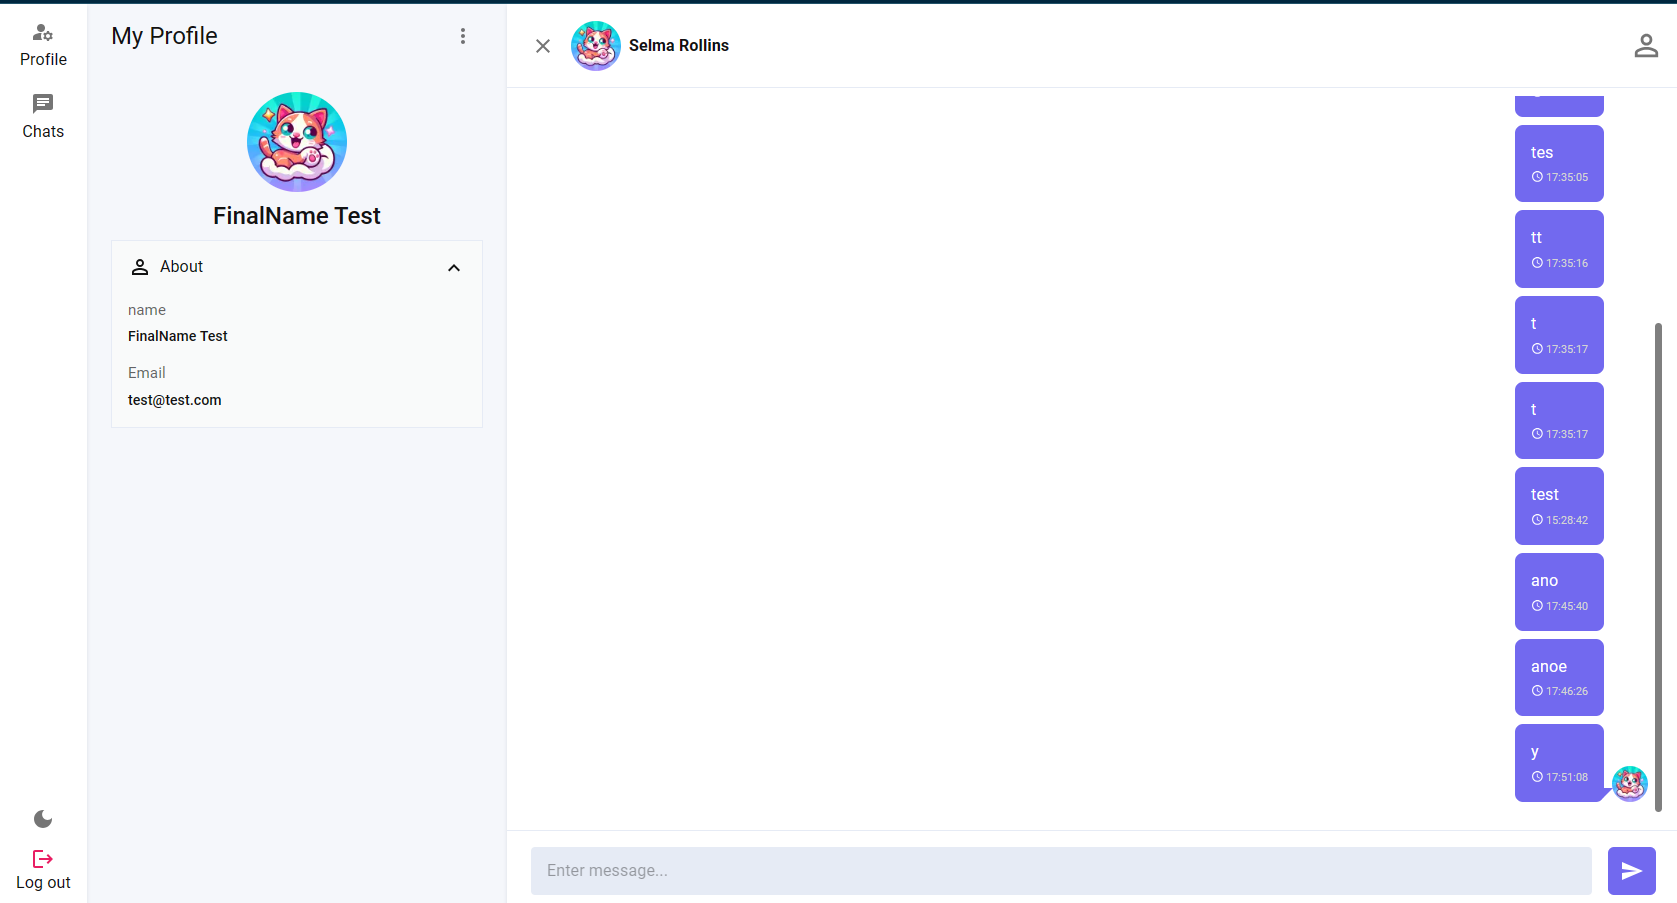 Profile
Chats
Log out
My Profile
FinalName Test
About
name
FinalName Test
Email
test@test.com
Selma Rollins
tes
17:35:05
tt
17:35:16
t
17:35:17
t
17:35:17
test
15:28:42
ano
17:45:40
anoe
17:46:26
y
17:51:08
Enter message...